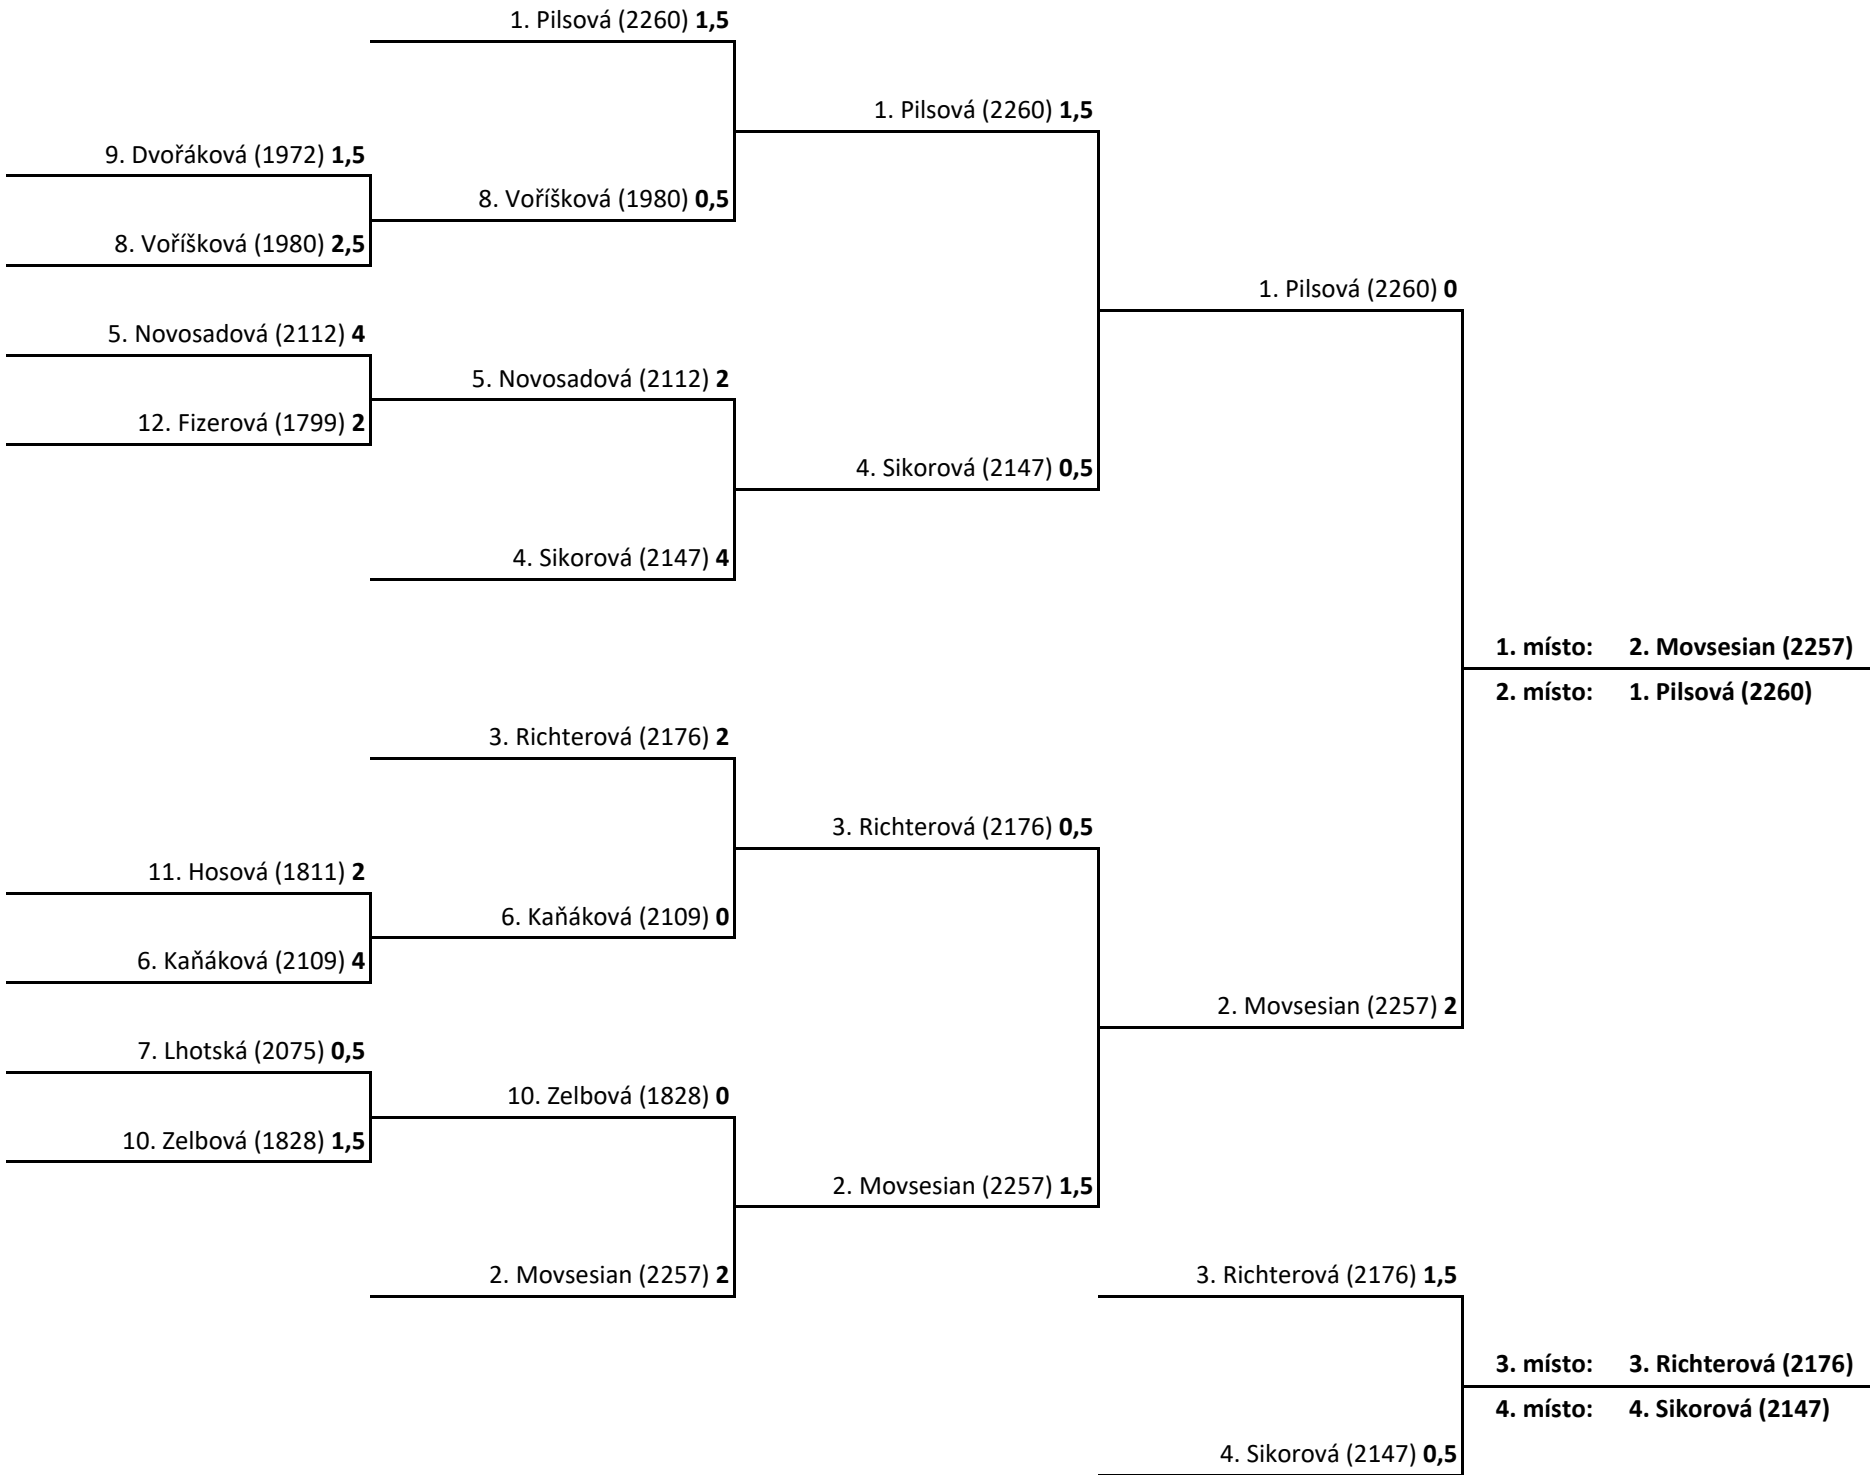 1. Pilsová (2260) 1,5
1. Pilsová (2260) 1,5
9. Dvořáková (1972) 1,5
8. Voříšková (1980) 0,5
8. Voříšková (1980) 2,5
1. Pilsová (2260) 0
5. Novosadová (2112) 4
5. Novosadová (2112) 2
12. Fizerová (1799) 2
4. Sikorová (2147) 0,5
4. Sikorová (2147) 4
1. místo: 2. Movsesian (2257)
2. místo: 1. Pilsová (2260)
3. Richterová (2176) 2
3. Richterová (2176) 0,5
11. Hosová (1811) 2
6. Kaňáková (2109) 0
6. Kaňáková (2109) 4
2. Movsesian (2257) 2
7. Lhotská (2075) 0,5
10. Zelbová (1828) 0
10. Zelbová (1828) 1,5
2. Movsesian (2257) 1,5
2. Movsesian (2257) 2
3. Richterová (2176) 1,5
3. místo: 3. Richterová (2176)
4. místo: 4. Sikorová (2147)
4. Sikorová (2147) 0,5